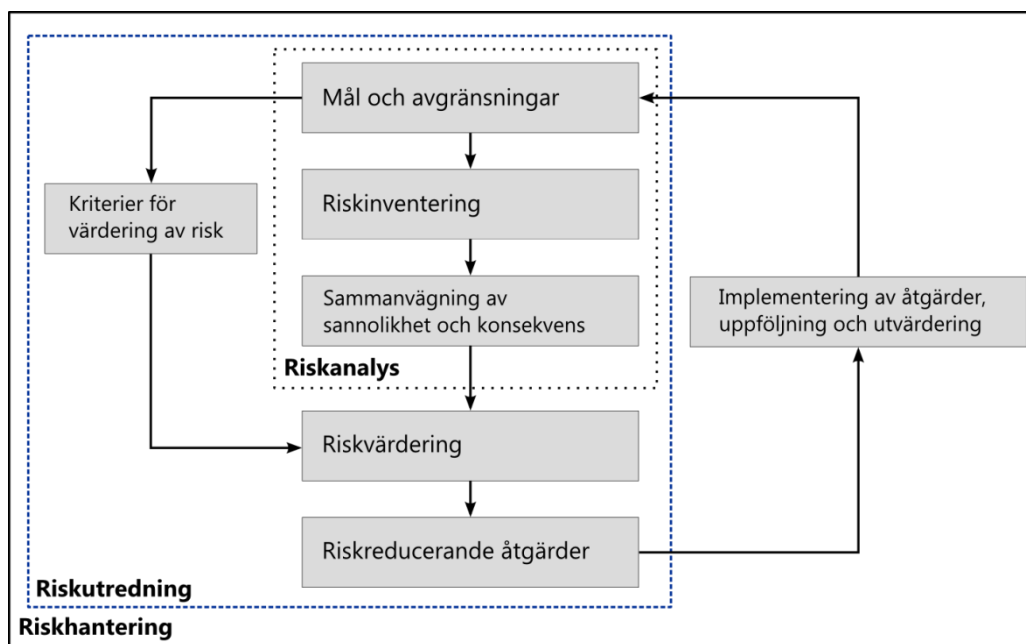 Mål och avgränsningar
Kriterier för
värdering av risk
Riskinventering
Sammanvägning av
sannolikhet och konsekvens
Riskanalys
Implementering av åtgärder,
uppföljning och utvärdering
Riskvärdering
Riskreducerande åtgärder
Riskutredning
Riskhantering